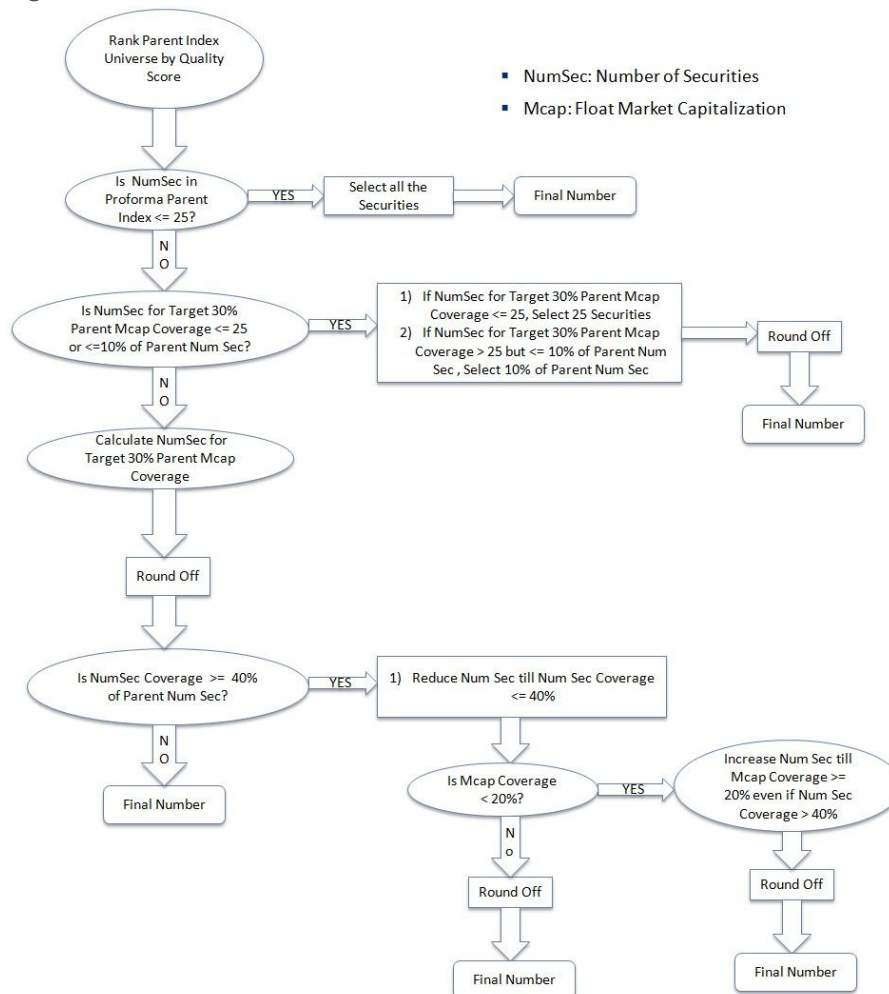 Rank Parent Index
Universe by Quality
Score
▪ NumSec: Number of Securities
▪ Mcap: Float Market Capitalization
Is NumSec in
Proforma Parent
Index <= 25?
YES
Select all the
Securities
Final Number
N
O
Is NumSec for Target 30%
Parent Mcap Coverage <= 25
or <=10% of Parent Num Sec?
YES
1) If NumSec for Target 30% Parent Mcap
Coverage <= 25, Select 25 Securities
2) If NumSec for Target 30% Parent Mcap
Coverage > 25 but <= 10% of Parent Num
Sec , Select 10% of Parent Num Sec
Round Off
Final Number
N
O
Calculate NumSec for
Target 30% Parent Mcap
Coverage
Round Off
Is NumSec Coverage >= 40%
of Parent Num Sec?
YES
1) Reduce Num Sec till Num Sec Coverage
<= 40%
N
O
Final Number
Is Mcap Coverage
< 20%?
YES
Increase Num Sec till
Mcap Coverage >=
20% even if Num Sec
Coverage > 40%
N
o
Round Off
Final Number
Round Off
Final Number